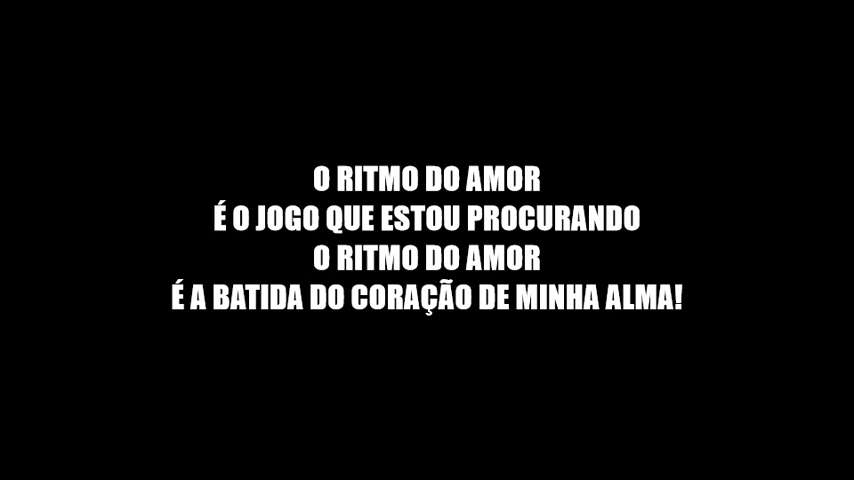 O RITMO DO AMOR
É O JOGO QUE ESTOU PROCURANDO
O RITMO DO AMOR
É A BATIDA DO CORAÇÃO DE MINHA ALMA!